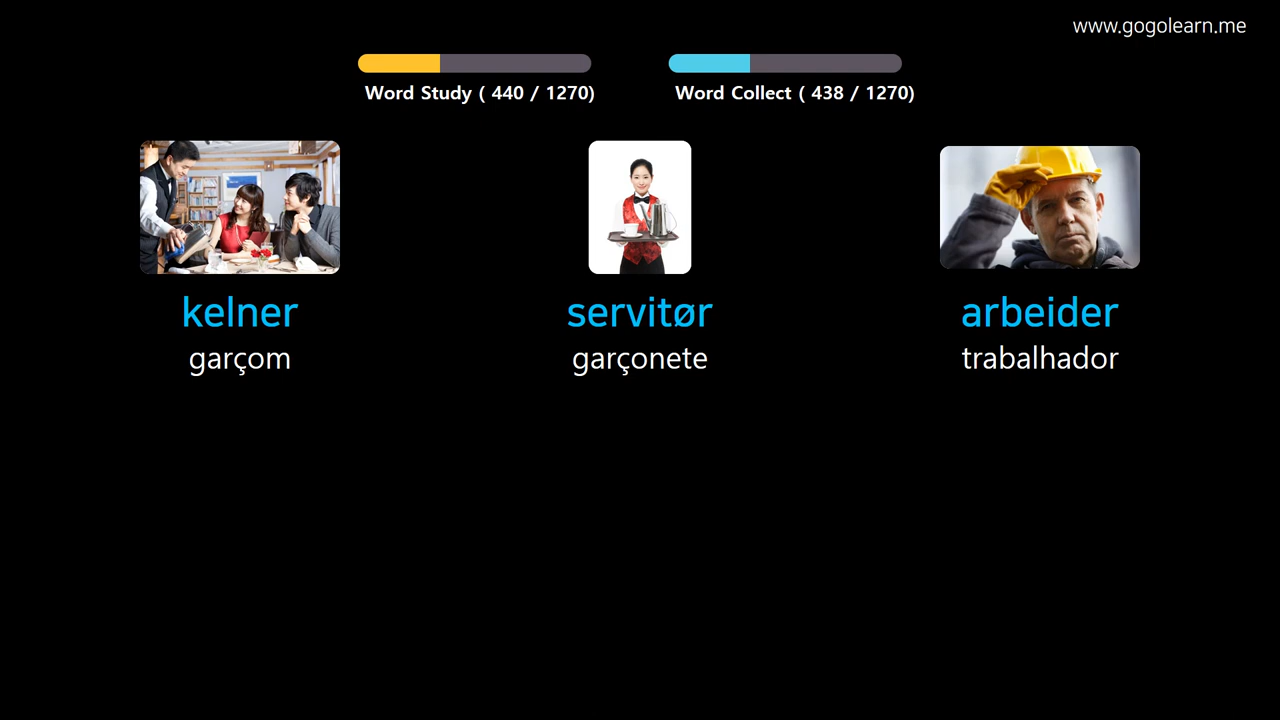 www.gogolearn.me
Word Study ( 440 / 1270)
Word Collect ( 438 / 1270)
kelner
servitør
arbeider
garçom
garçonete
trabalhador